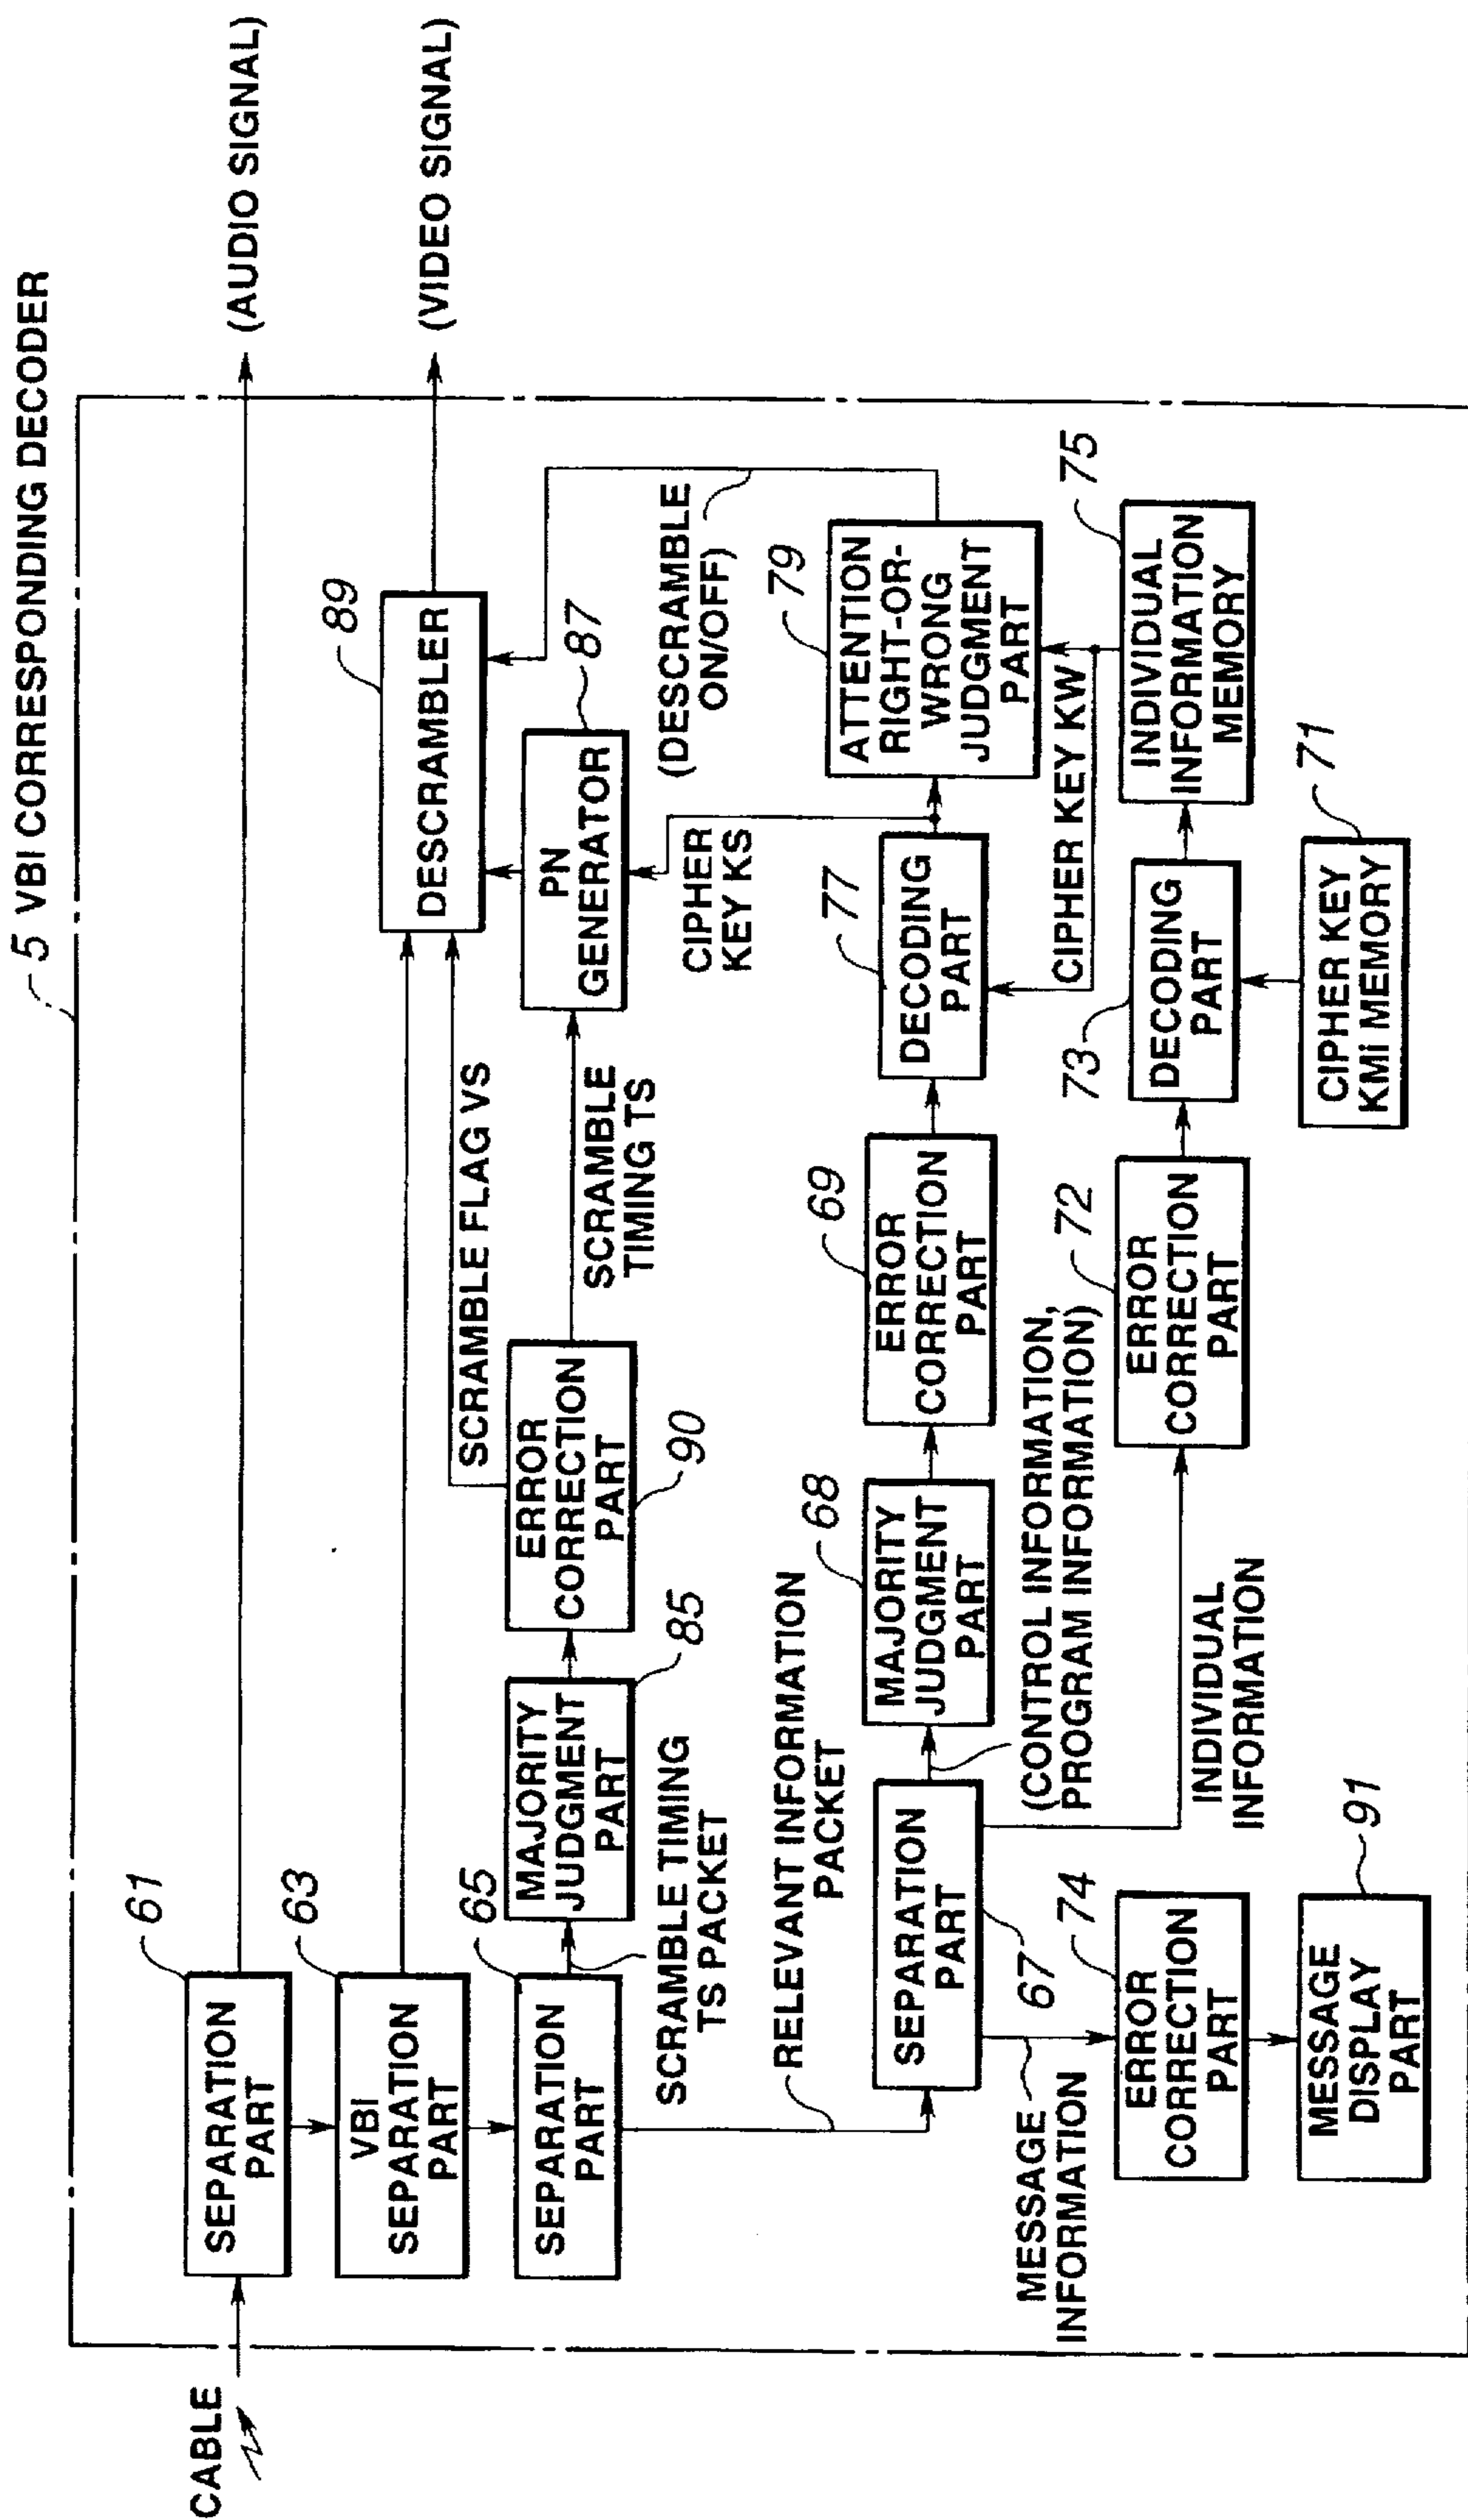 5 VBI CORRESPONDING DECODER
CABLE
61
SEPARATION
PART
(AUDIO SIGNAL)
63
VBI
SEPARATION
PART
89
DESCRAMBLER
(VIDEO SIGNAL)
SCRAMBLE FLAG VS
65
SEPARATION
PART
MAJORITY
JUDGMENT
PART
85
ERROR
CORRECTION
PART
90
SCRAMBLE
TIMING TS
PN
GENERATOR
87
SCRAMBLE TIMING
TS PACKET
(DESCRAMBLE
ON/OFF)
CIPHER
KEY KS
RELEVANT INFORMATION
PACKET
SEPARATION
PART
67
68
MAJORITY
JUDGMENT
PART
69
ERROR
CORRECTION
PART
77
DECODING
PART
79
ATTENTION
RIGHT-OR-
WRONG
JUDGMENT
PART
MESSAGE
INFORMATION
(CONTROL INFORMATION,
PROGRAM INFORMATION)
CIPHER KEY KW
74
ERROR
CORRECTION
PART
INDIVIDUAL
INFORMATION
72
ERROR
CORRECTION
PART
73
DECODING
PART
75
INDIVIDUAL
INFORMATION
MEMORY
MESSAGE
DISPLAY
PART
91
CIPHER KEY
KMi MEMORY
71